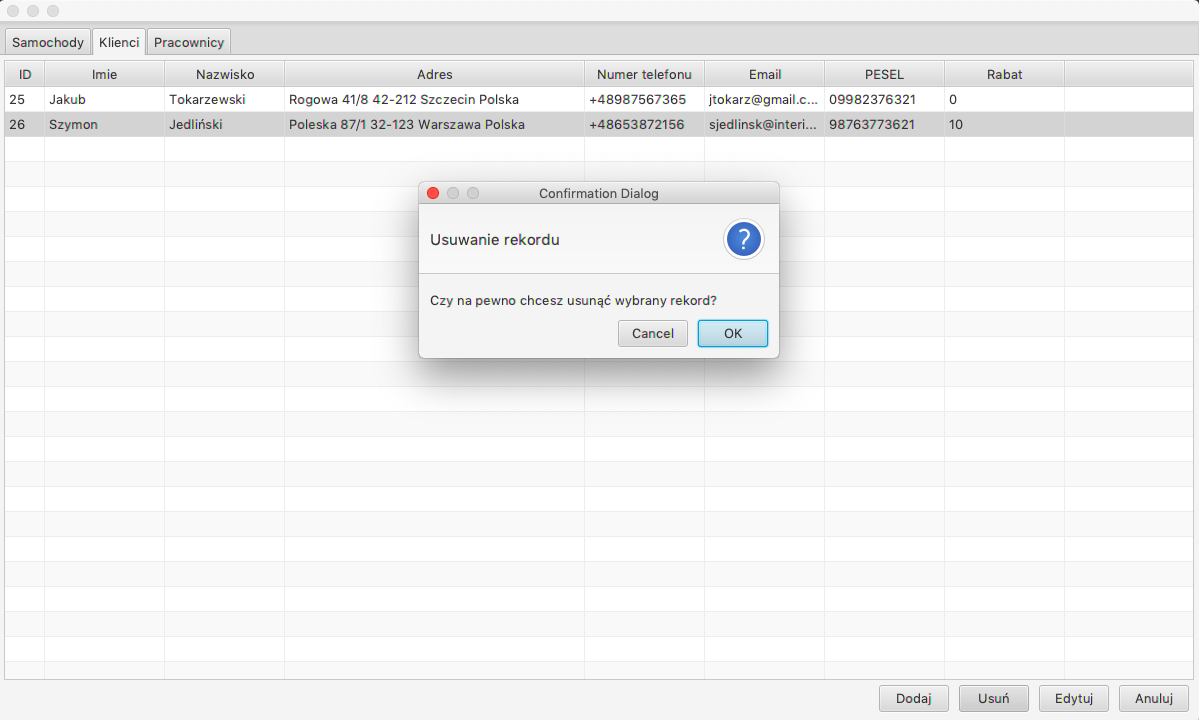 Samochody Klienci Pracownicy
ID Imie Nazwisko Adres Numer telefonu Email PESEL Rabat
25 Jakub Tokarzewski Rogowa 41/8 42-212 Szczecin Polska +48987567365 jtokarz@gmail.c... 09982376321 0
26 Szymon Jedliński Poleska 87/1 32-123 Warszawa Polska +48653872156 sjedlinsk@interi... 98763773621 10
Confirmation Dialog
Usuwanie rekordu
?
Czy na pewno chcesz usunąć wybrany rekord?
Cancel OK
Dodaj Usuń Edytuj Anuluj